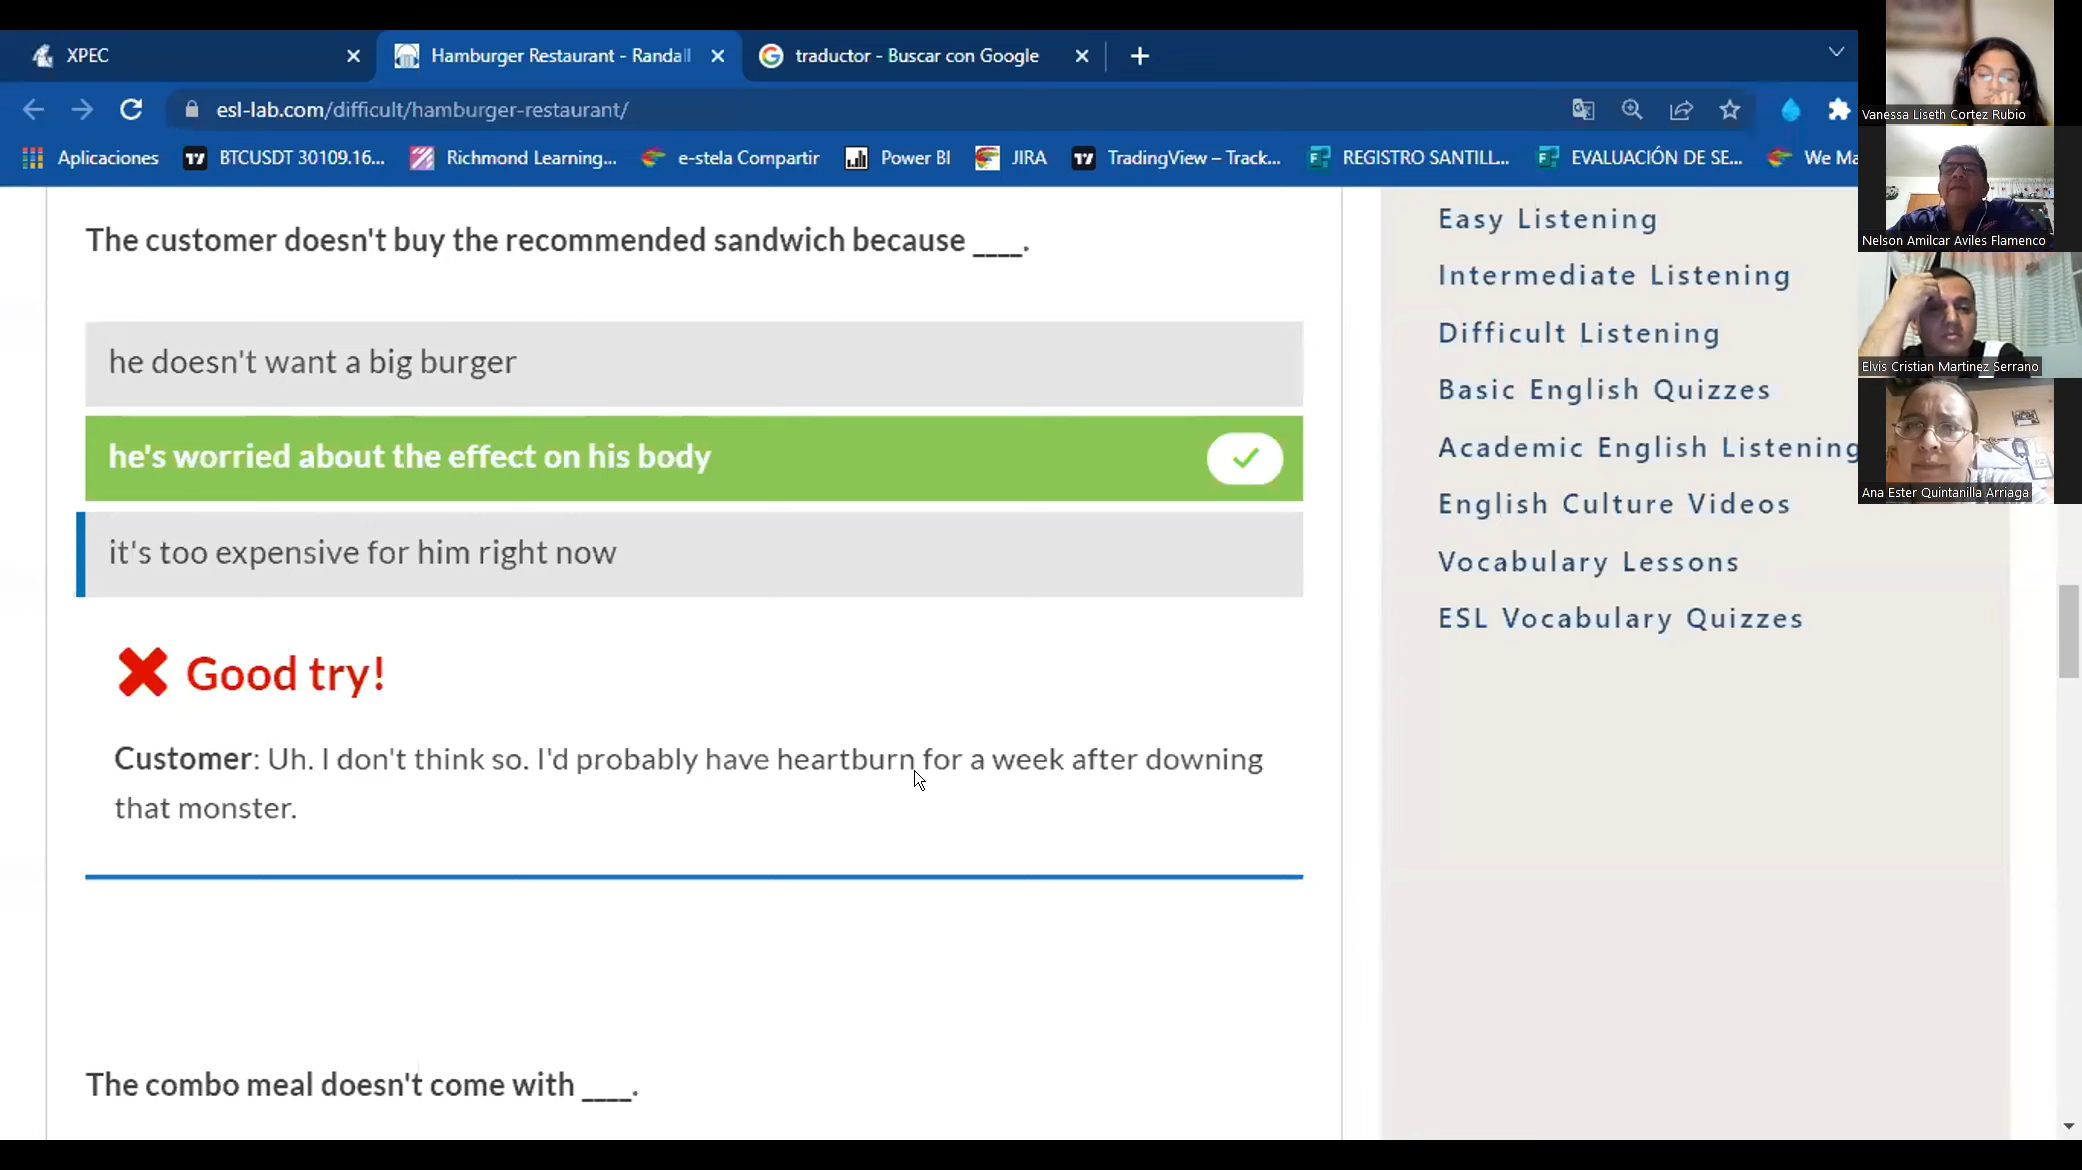 XPEC
Hamburger Restaurant - Randall
traductor - Buscar con Google
esl-lab.com/difficult/hamburger-restaurant/
Aplicaciones
BTCUSDT 30109.16...
Richmond Learning...
e-stela Compartir
Power BI
JIRA
TradingView – Track...
REGISTRO SANTILL...
EVALUACIÓN DE SE...
We Ma
The customer doesn't buy the recommended sandwich because ____.
he doesn't want a big burger
he's worried about the effect on his body
it's too expensive for him right now
Good try!
Customer: Uh. I don't think so. I'd probably have heartburn for a week after downing
that monster.
The combo meal doesn't come with ____.
Easy Listening
Intermediate Listening
Difficult Listening
Basic English Quizzes
Academic English Listening
English Culture Videos
Vocabulary Lessons
ESL Vocabulary Quizzes
Vanessa Liseth Cortez Rubio
Nelson Amilcar Aviles Flamenco
Elvis Cristian Martinez Serrano
Ana Ester Quintanilla Arriaga